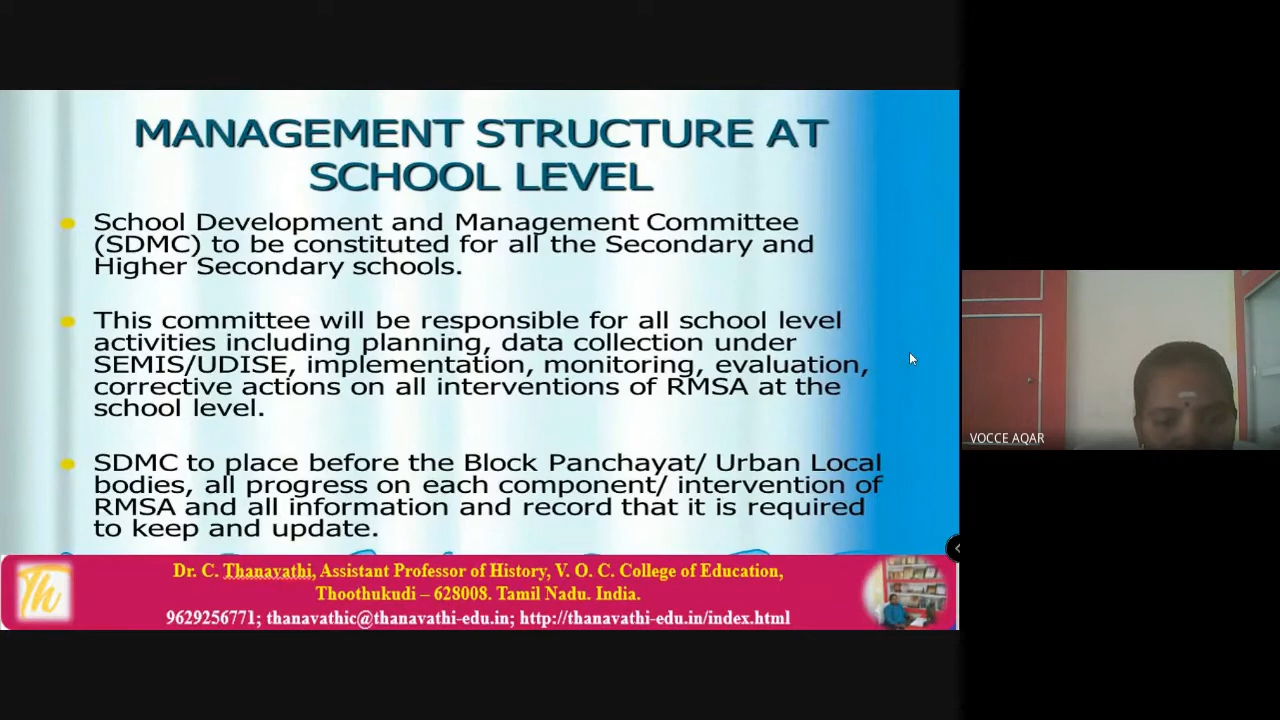 MANAGEMENT STRUCTURE AT
SCHOOL LEVEL
School Development and Management Committee
(SDMC) to be constituted for all the Secondary and
Higher Secondary schools.
This committee will be responsible for all school level
activities including planning, data collection under
SEMIS/UDISE, implementation, monitoring, evaluation,
corrective actions on all interventions of RMSA at the
school level.
SDMC to place before the Block Panchayat/ Urban Local
bodies, all progress on each component/ intervention of
RMSA and all information and record that it is required
to keep and update.
Th
Dr. C. Thanavathi, Assistant Professor of History, V. O. C. College of Education,
Thoothukudi – 628008. Tamil Nadu. India.
9629256771; thanavathic@thanavathi-edu.in; http://thanavathi-edu.in/index.html
VOCCE AQAR